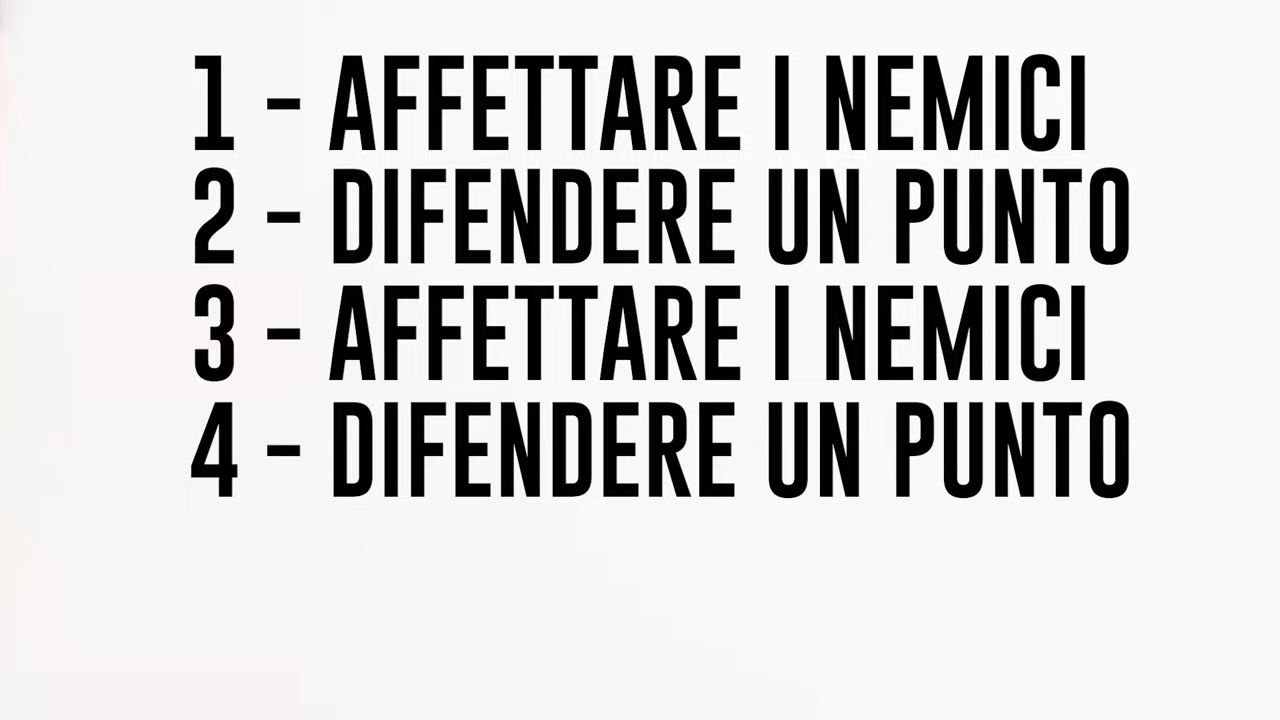 1 - AFFETTARE I NEMICI
2 - DIFENDERE UN PUNTO
3 - AFFETTARE I NEMICI
4 - DIFENDERE UN PUNTO